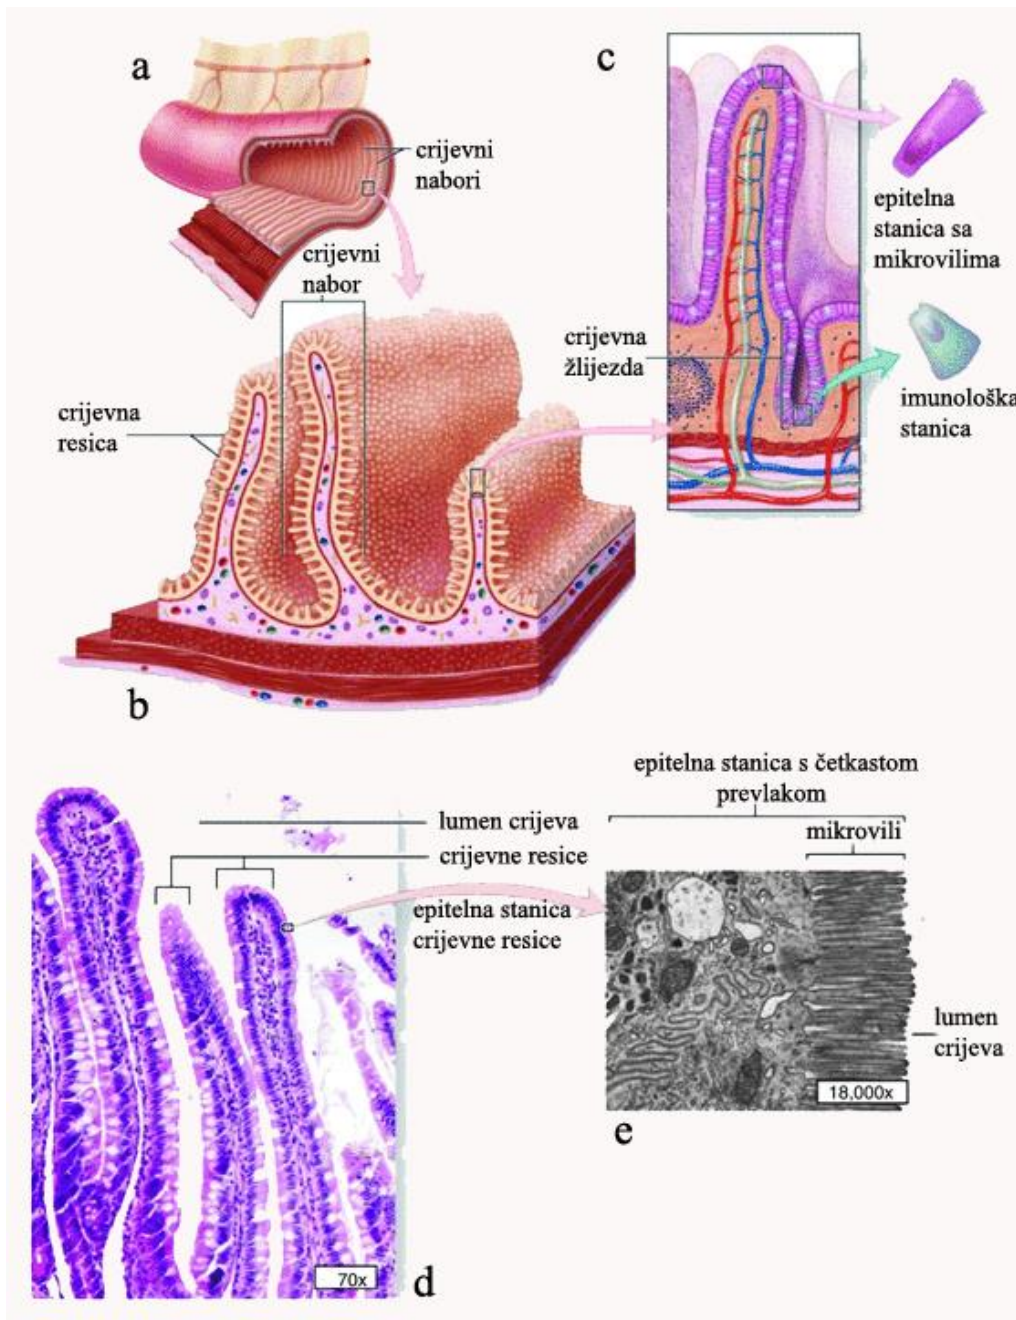 a
crijevni
nabori
crijevni
nabor
crijevna
resica
b
c
epitelna
stanica sa
mikrovilima
crijevna
žlijezda
imunološka
stanica
lumen crijeva
crijevne resice
epitelna stanica
crijevne resice
70x
d
epitelna stanica s četkastom
prevlakom
mikrovili
lumen
crijeva
18,000x
e